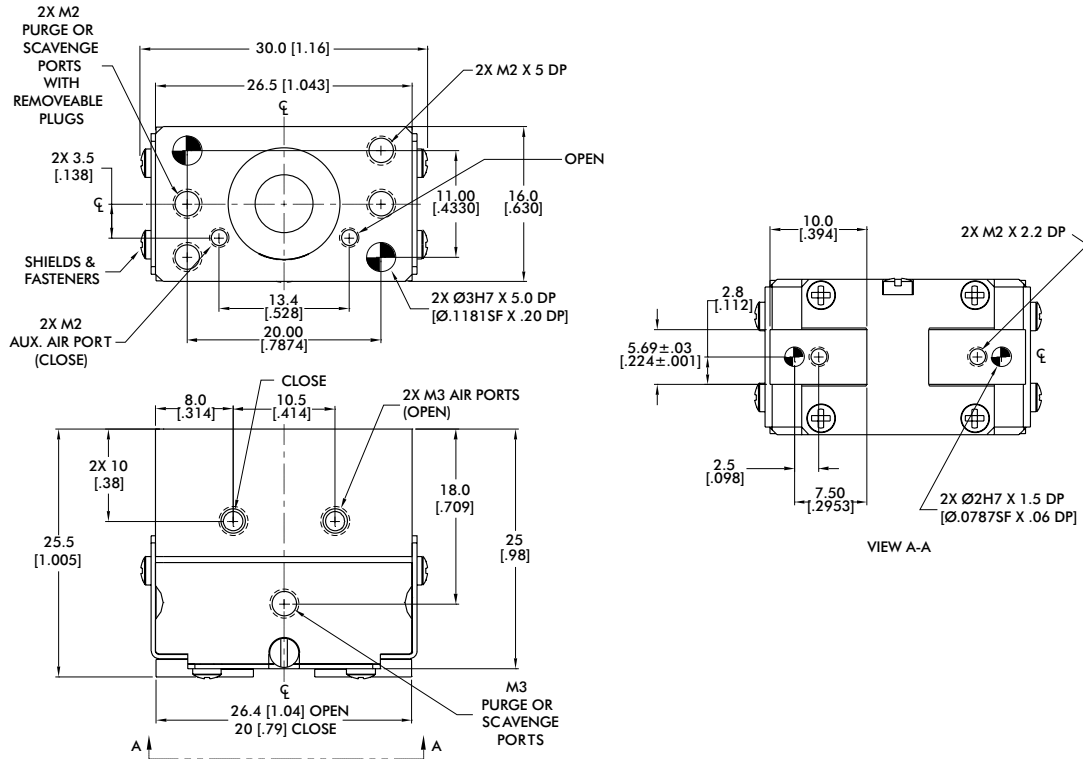 2X M2
PURGE OR
SCAVENGE
PORTS
WITH
REMOVEABLE
PLUGS
30.0 [1.16]
26.5 [1.043]
℄
2X M2 X 5 DP
OPEN
2X 3.5
[.138]
℄
11.00
[.4330]
16.0
[.630]
SHIELDS &
FASTENERS
13.4
[.528]
20.00
[.7874]
2X Ø3H7 X 5.0 DP
[Ø.1181SF X .20 DP]
2X M2
AUX. AIR PORT
(CLOSE)
CLOSE
8.0
[.314]
10.5
[.414]
2X M3 AIR PORTS
(OPEN)
2X 10
[.38]
18.0
[.709]
25.5
[1.005]
25
[.98]
℄
26.4 [1.04] OPEN
20 [.79] CLOSE
M3
PURGE OR
SCAVENGE
PORTS
A
A
10.0
[.394]
2X M2 X 2.2 DP
2.8
[.112]
5.69±.03
[.224±.001]
℄
2.5
[.098]
7.50
[.2953]
2X Ø2H7 X 1.5 DP
[Ø.0787SF X .06 DP]
VIEW A-A